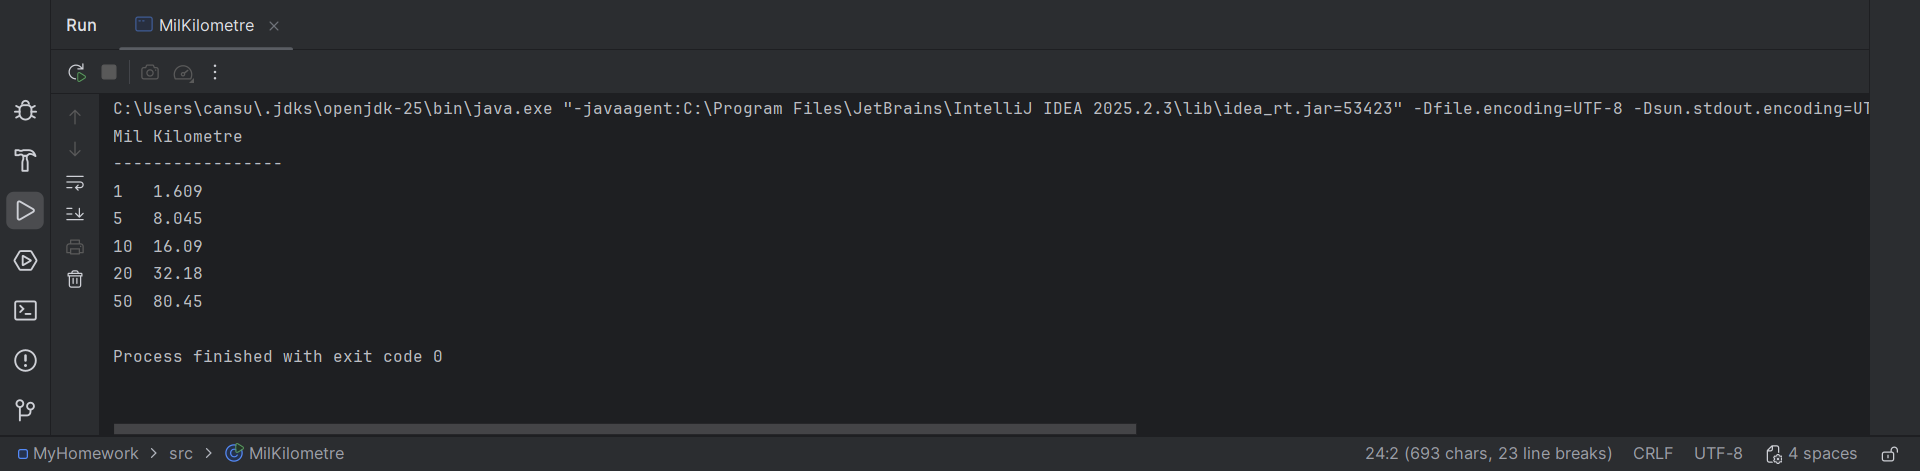 Run MilKilometre
C:\Users\cansu\.jdks\openjdk-25\bin\java.exe "-javaagent:C:\Program Files\JetBrains\IntelliJ IDEA 2025.2.3\lib\idea_rt.jar=53423" -Dfile.encoding=UTF-8 -Dsun.stdout.encoding=UT
Mil Kilometre
-----------------
1   1.609
5   8.045
10  16.09
20  32.18
50  80.45
Process finished with exit code 0
MyHomework > src > MilKilometre 24:2 (693 chars, 23 line breaks) CRLF UTF-8 4 spaces